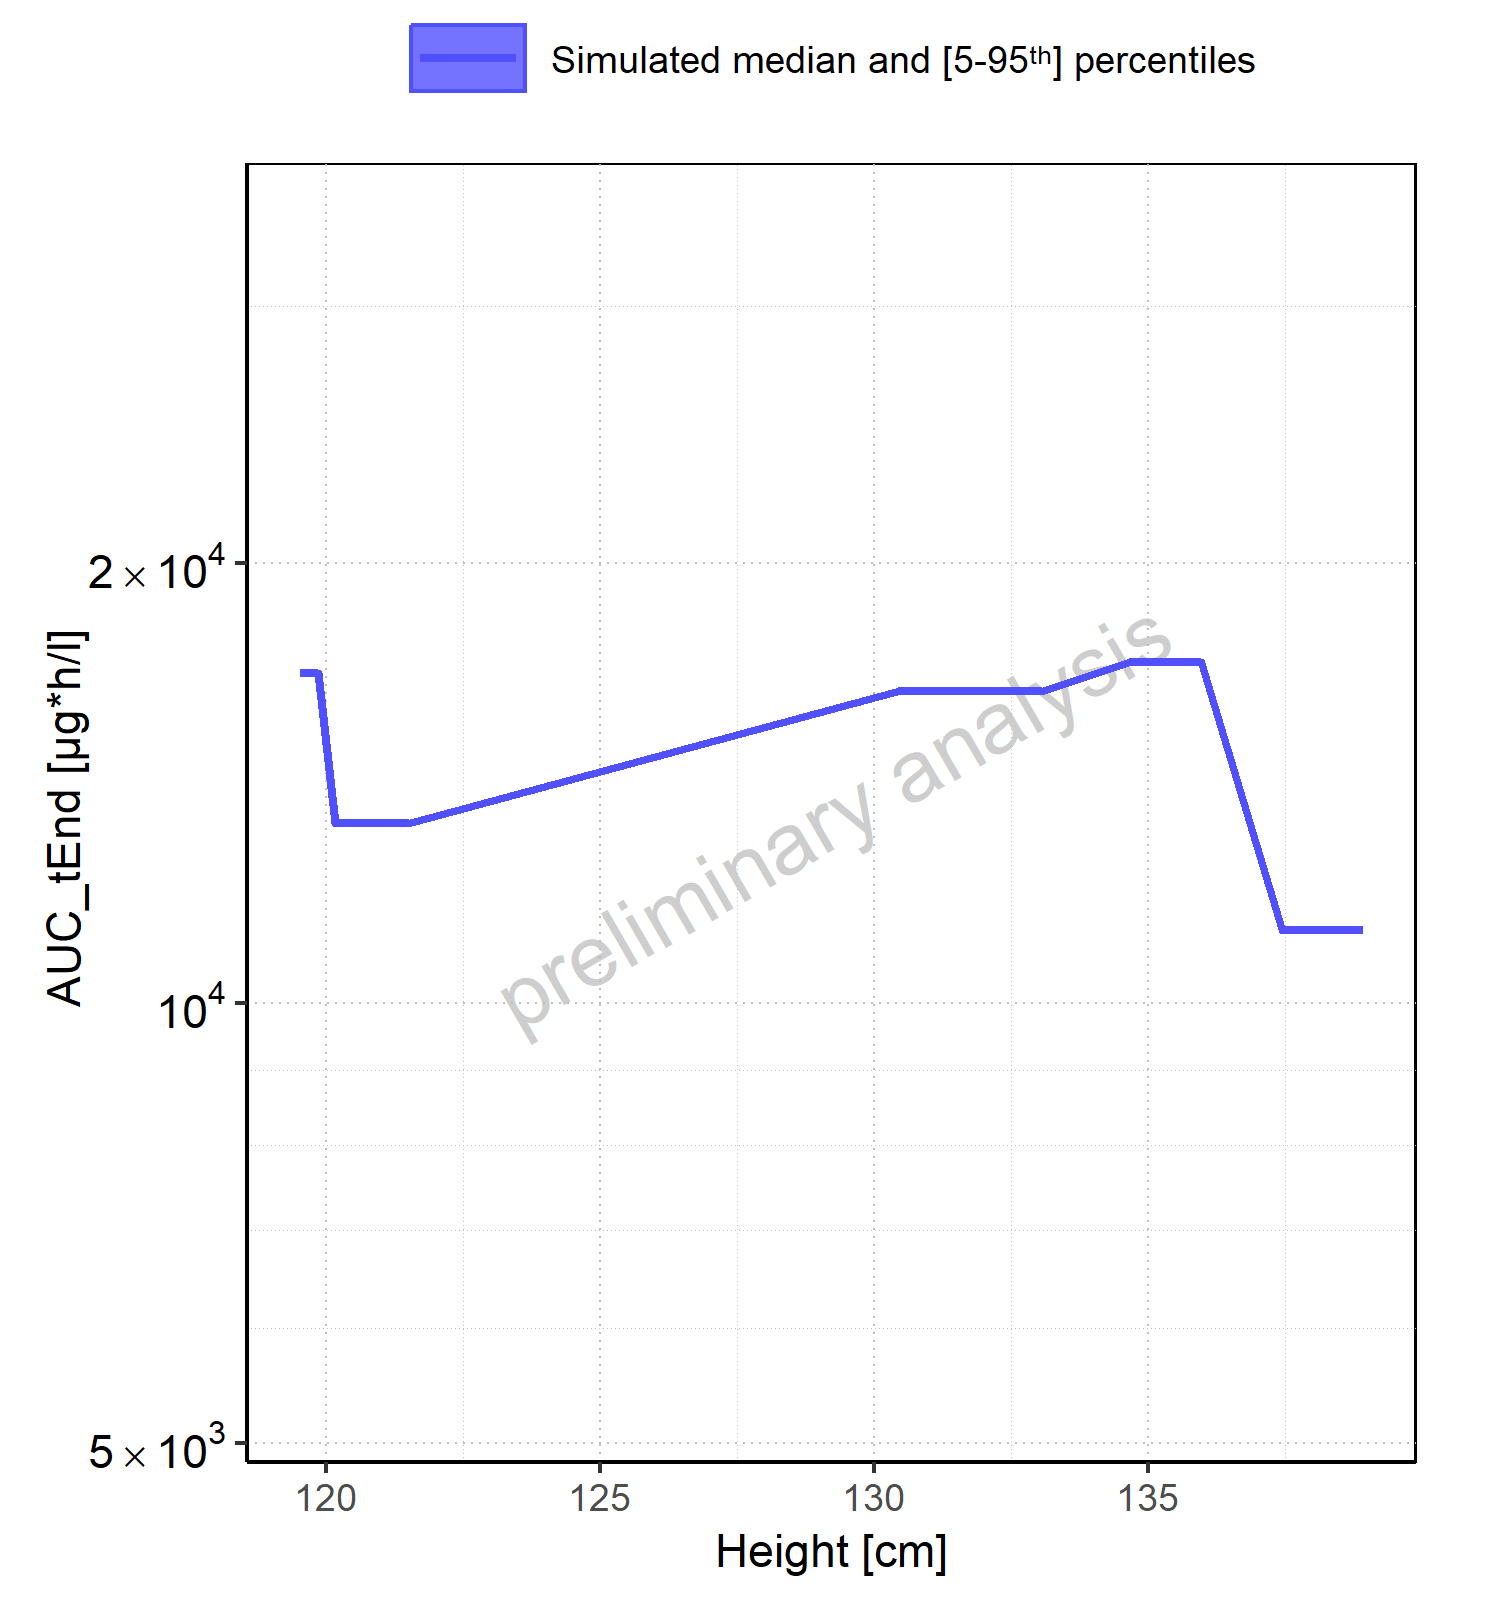 Simulated median and [5-95th] percentiles
2 × 10^4
10^4
5 × 10^3
AUC_tEnd [µg*h/l]
preliminary analysis
120 125 130 135
Height [cm]